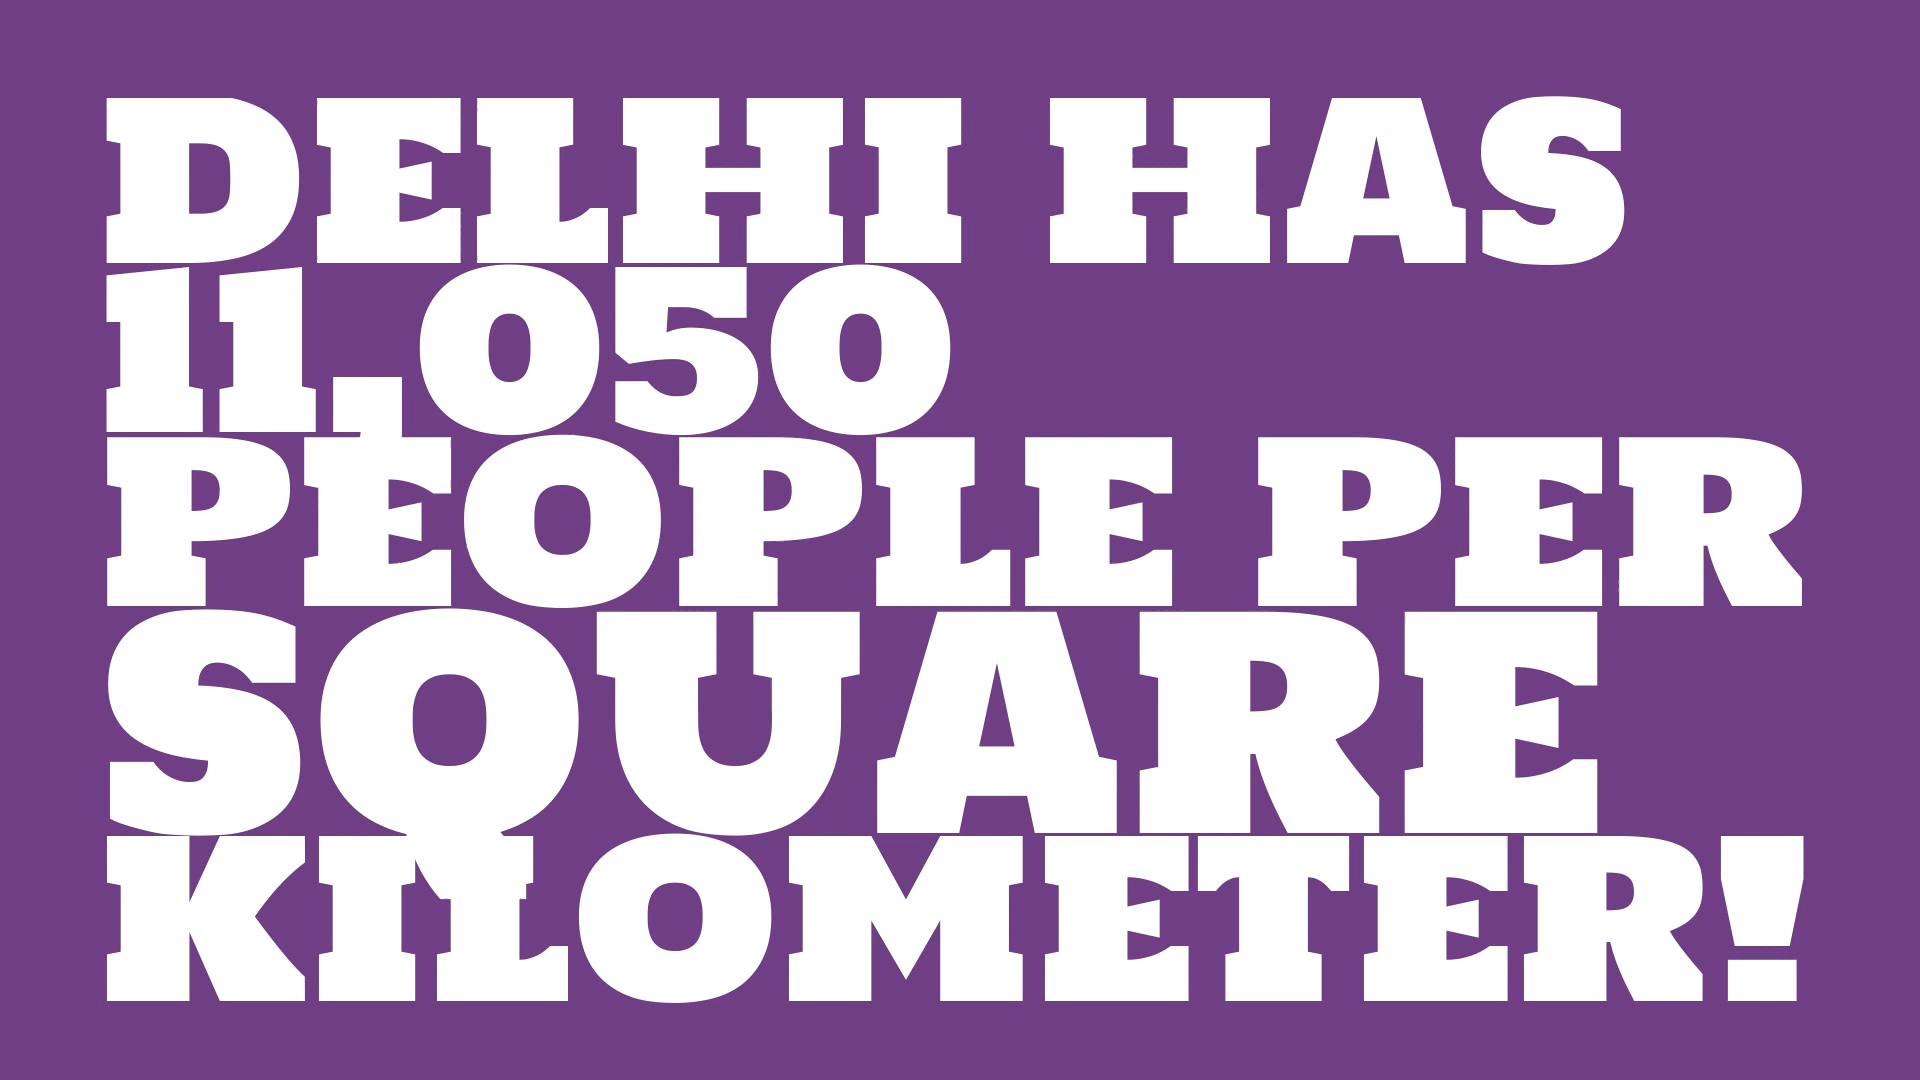 DELHI HAS
11,050
PEOPLE PER
SQUARE
KILOMETER!